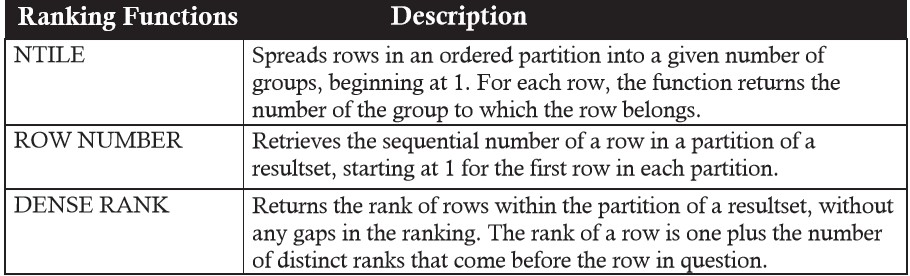 Ranking Functions Description
NTILE Spreads rows in an ordered partition into a given number of
groups, beginning at 1. For each row, the function returns the
number of the group to which the row belongs.
ROW NUMBER Retrieves the sequential number of a row in a partition of a
resultset, starting at 1 for the first row in each partition.
DENSE RANK Returns the rank of rows within the partition of a resultset, without
any gaps in the ranking. The rank of a row is one plus the number
of distinct ranks that come before the row in question.